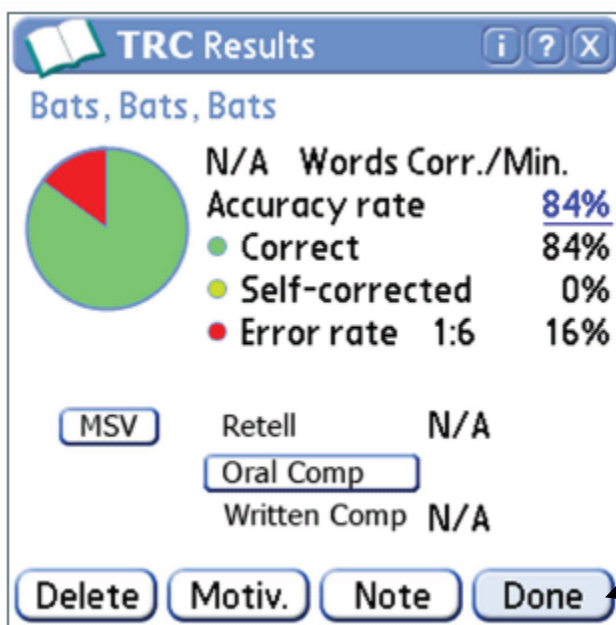 TRC Results i ? X
Bats, Bats, Bats
N/A Words Corr./Min.
Accuracy rate 84%
Correct 84%
Self-corrected 0%
Error rate 1:6 16%
MSV Retell N/A
Oral Comp
Written Comp N/A
Delete Motiv. Note Done